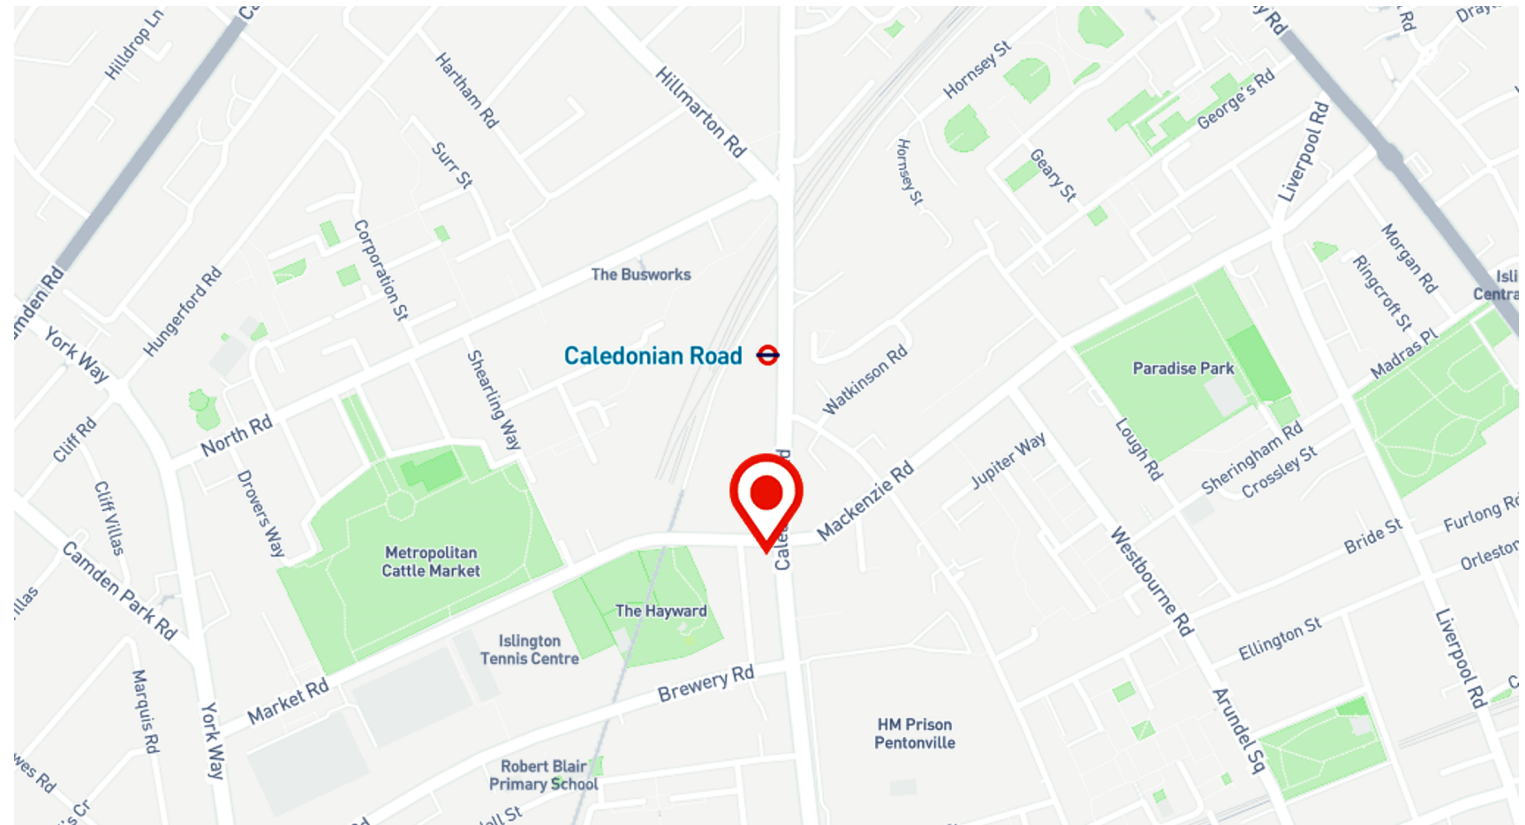 Hilldrop Ln
Hartham Rd
Hillmarton Rd
Hornsey St
George's Rd
Rd
Surr St
Hornsey St
Geary St
Liverpool Rd
Corporation St
Morgan Rd
Hungerford Rd
The Busworks
Ringcroft St
York Way
Caledonian Road
Madras Pl
Shearling Way
Watkinson Rd
Paradise Park
Cliff Rd
North Rd
Lough Rd
Sheringham Rd
Crossley St
Jupiter Way
Cliff Villas
Drovers Way
Mackenzie Rd
Furlong Rd
Bride St
Metropolitan
Cattle Market
Camden Park Rd
Westbourne Rd
The Hayward
Islington
Tennis Centre
Ellington St
Liverpool Rd
Marquis Rd
Market Rd
Brewery Rd
York Way
HM Prison
Pentonville
Arundel Sq
Robert Blair
Primary School